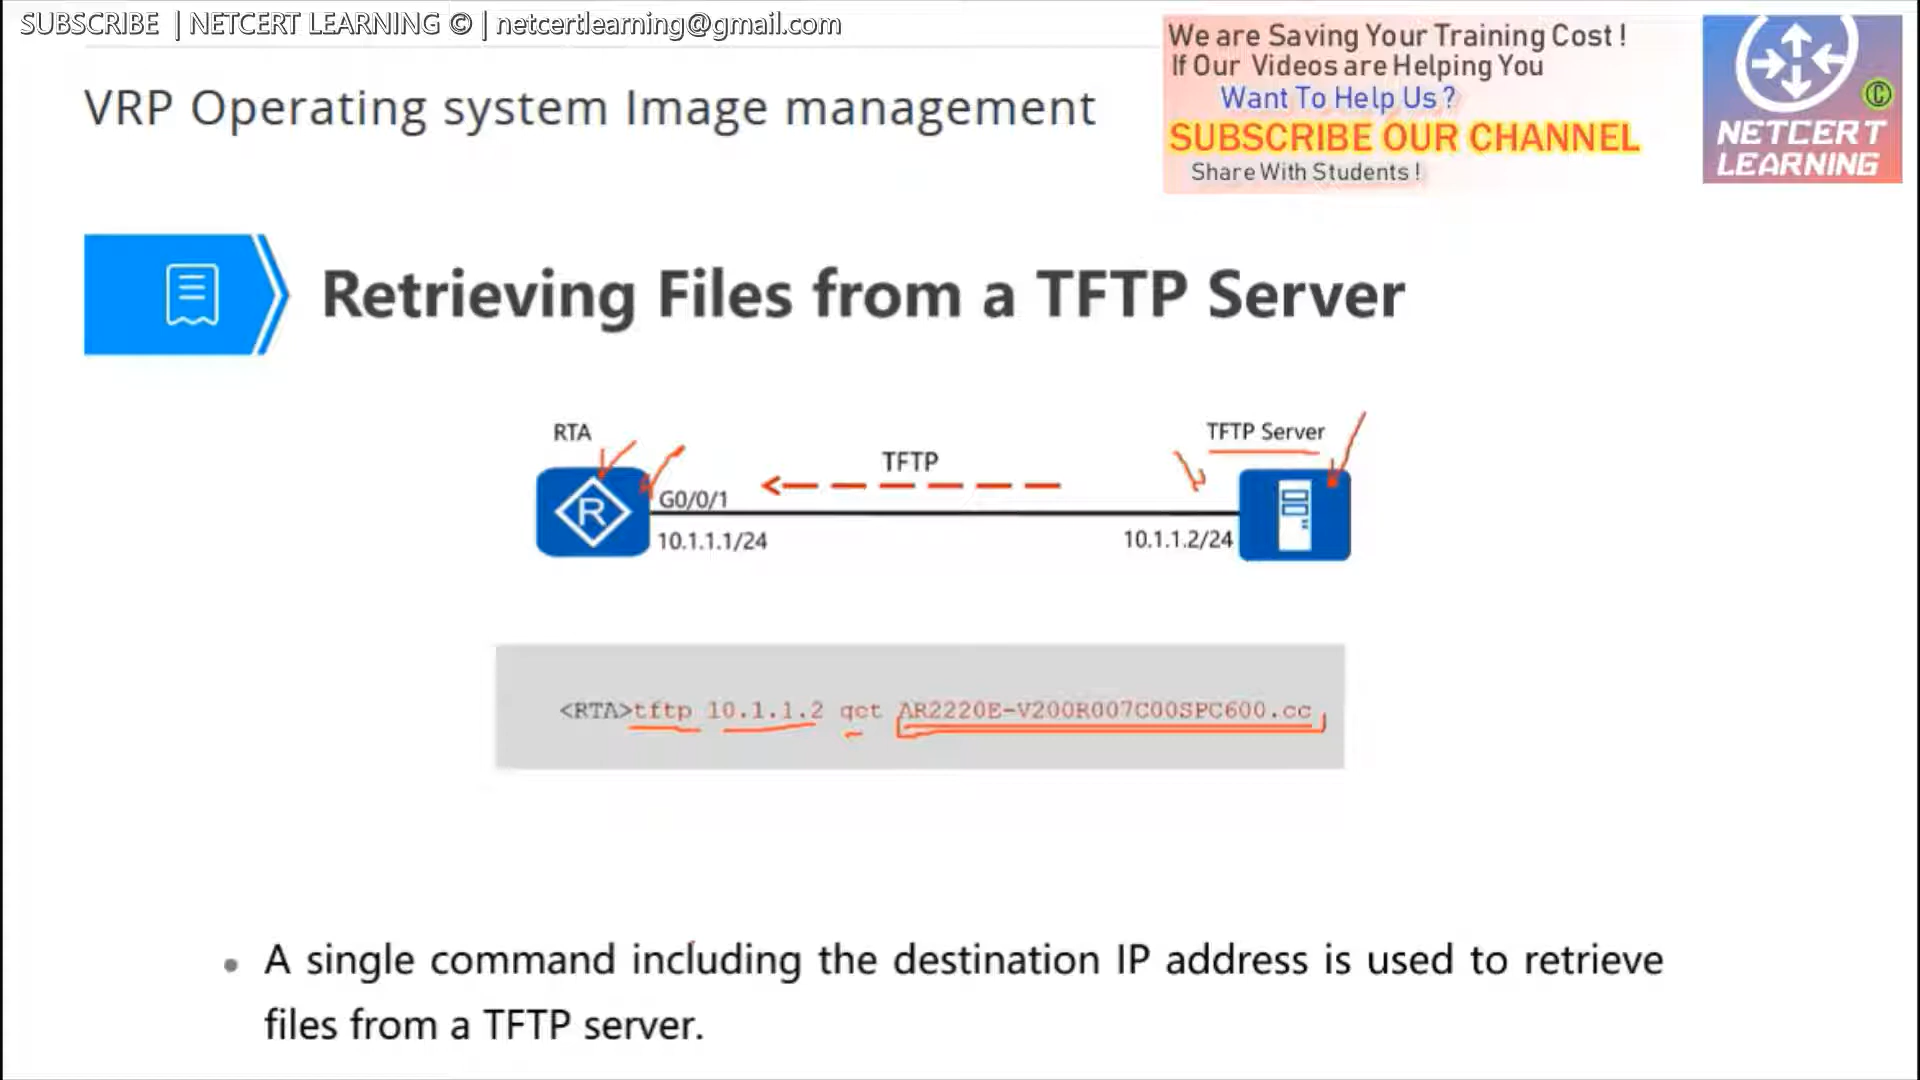 SUBSCRIBE | NETCERT LEARNING © | netcertlearning@gmail.com
We are Saving Your Training Cost !
If Our Videos are Helping You
Want To Help Us ?
SUBSCRIBE OUR CHANNEL
Share With Students !
©
NETCERT
LEARNING
VRP Operating system Image management
Retrieving Files from a TFTP Server
RTA
TFTP Server
TFTP
R
G0/0/1
10.1.1.1/24
10.1.1.2/24
<RTA>tftp 10.1.1.2 get AR2220E-V200R007C00SPC600.cc
• A single command including the destination IP address is used to retrieve
files from a TFTP server.